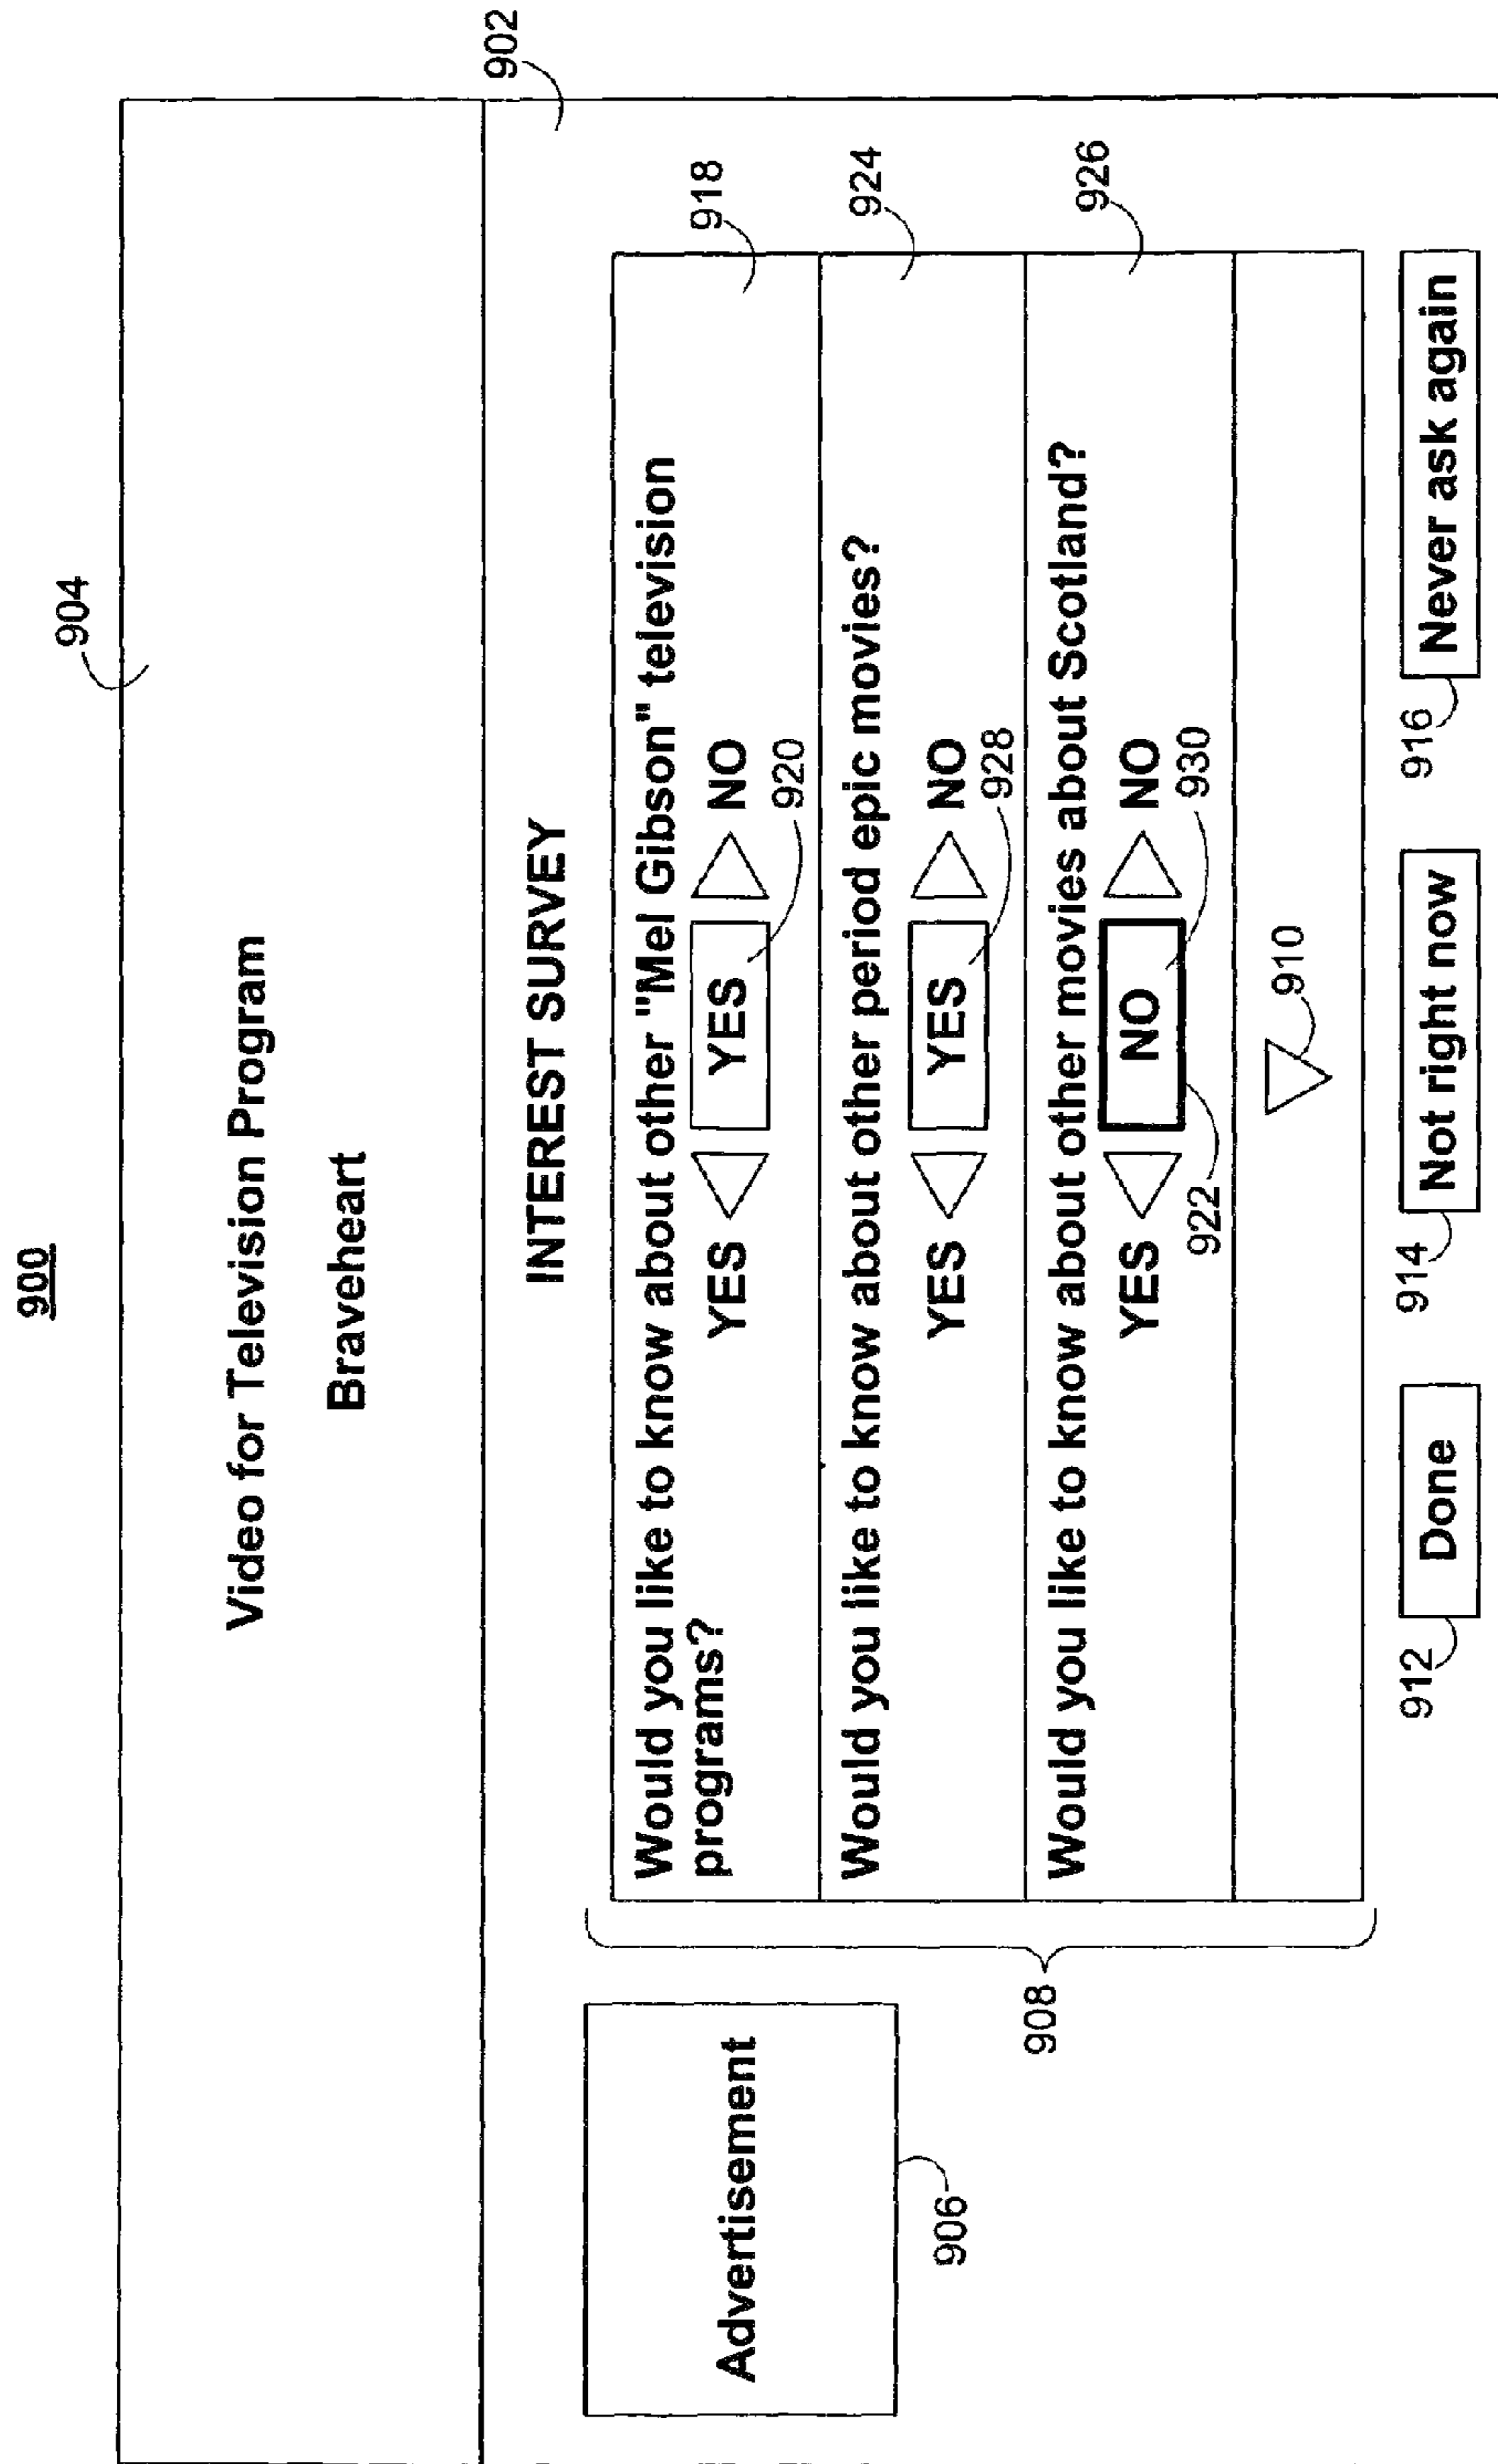 900
904
Video for Television Program
Braveheart
902
INTEREST SURVEY
Advertisement
906
908
Would you like to know about other "Mel Gibson" television
programs?
YES YES NO
920
918
Would you like to know about other period epic movies?
YES YES NO
928
924
Would you like to know about other movies about Scotland?
YES NO NO
922
930
926
910
912
Done
914
Not right now
916
Never ask again